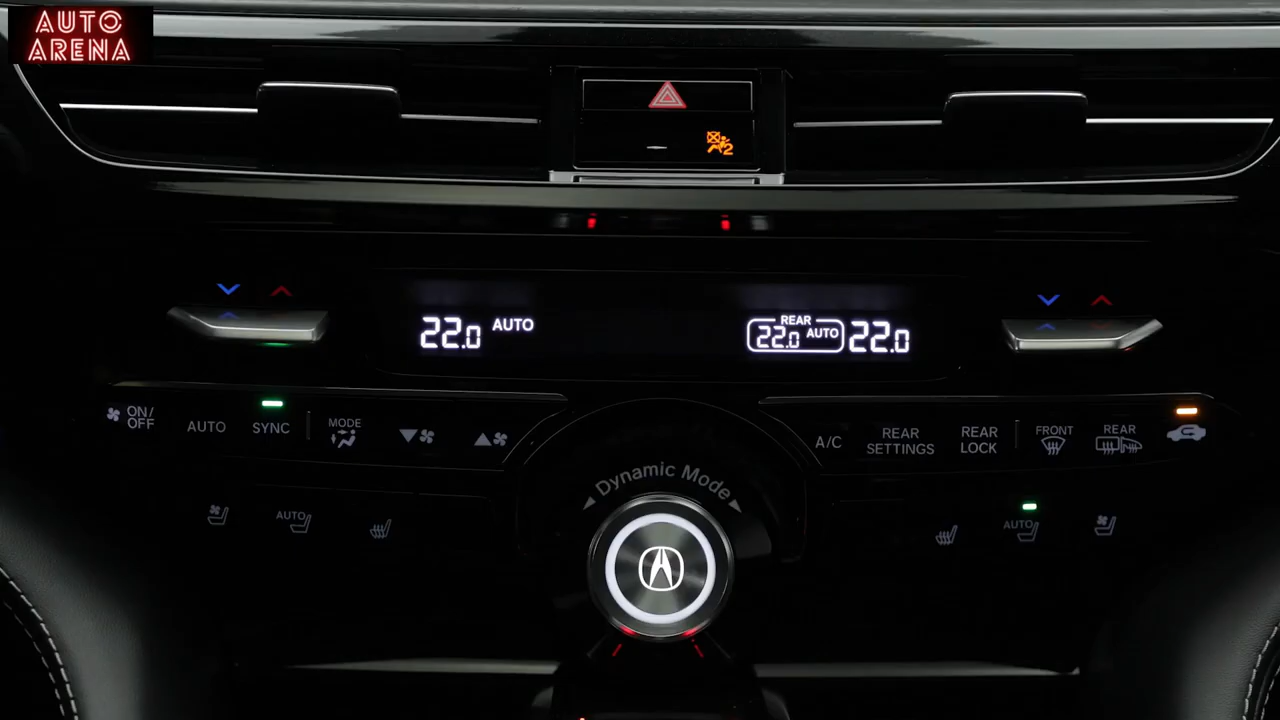 AUTO
ARENA
2
22.0 AUTO
REAR
22.0 AUTO 22.0
ON/
OFF
AUTO
SYNC
MODE
A/C
REAR
SETTINGS
REAR
LOCK
FRONT
REAR
Dynamic Mode
AUTO
AUTO